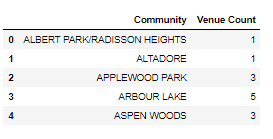 Community Venue Count
0 ALBERT PARK/RADISSON HEIGHTS 1
1 ALTADORE 1
2 APPLEWOOD PARK 3
3 ARBOUR LAKE 5
4 ASPEN WOODS 3